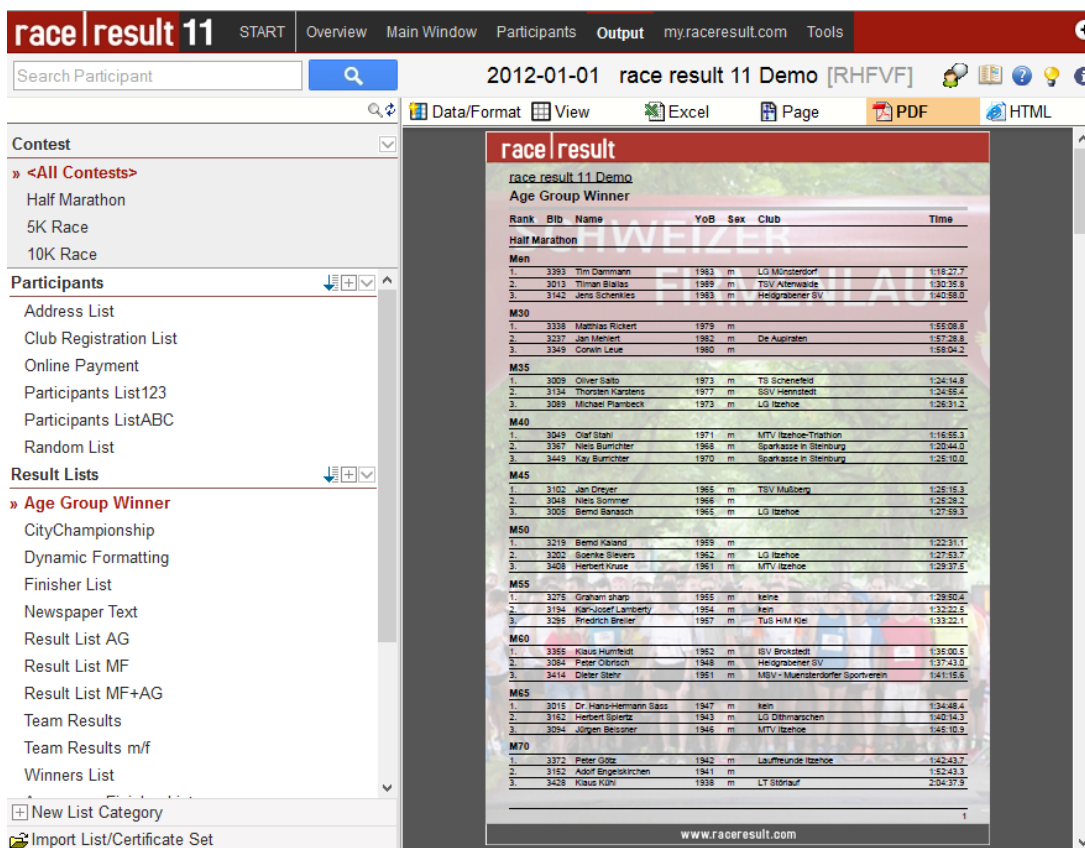 race|result 11 START Overview Main Window Participants Output my.raceresult.com Tools
Search Participant 2012-01-01 race result 11 Demo [RHFVF]
Data/Format View Excel Page PDF HTML
Contest
» <All Contests>
Half Marathon
5K Race
10K Race
Participants
Address List
Club Registration List
Online Payment
Participants List123
Participants ListABC
Random List
Result Lists
» Age Group Winner
CityChampionship
Dynamic Formatting
Finisher List
Newspaper Text
Result List AG
Result List MF
Result List MF+AG
Team Results
Team Results m/f
Winners List
New List Category
Import List/Certificate Set
race|result
race result 11 Demo
Age Group Winner
SCHWEIZER
FIRMENLAUF
Rank Bib Name YoB Sex Club Time
Half Marathon
Men
1. 3393 Tim Dammann 1983 m LG Münsterdorf 1:18:27.7
2. 3013 Tilman Biallas 1989 m TSV Altenwalde 1:30:35.8
3. 3142 Jens Schenkies 1983 m Heidgrabener SV 1:40:58.0
M30
1. 3338 Matthias Rickert 1979 m 1:55:08.8
2. 3237 Jan Mehlert 1982 m De Aupiraten 1:57:28.8
3. 3349 Corwin Leue 1980 m 1:58:04.2
M35
1. 3009 Oliver Saito 1973 m TS Schenefeld 1:24:14.8
2. 3134 Thorsten Karstens 1977 m SSV Hennstedt 1:24:55.4
3. 3089 Michael Plambeck 1973 m LG Itzehoe 1:26:31.2
M40
1. 3049 Olaf Stahl 1971 m MTV Itzehoe-Triathlon 1:16:55.3
2. 3367 Niels Burrichter 1968 m Sparkasse in Steinburg 1:20:44.0
3. 3449 Kay Burrichter 1970 m Sparkasse in Steinburg 1:25:10.0
M45
1. 3102 Jan Dreyer 1965 m TSV Mußberg 1:25:15.3
2. 3048 Niels Sommer 1966 m 1:25:28.2
3. 3005 Bernd Banasch 1965 m LG Itzehoe 1:27:59.3
M50
1. 3219 Bernd Kaland 1959 m 1:22:31.1
2. 3202 Soenke Sievers 1962 m LG Itzehoe 1:27:53.7
3. 3408 Herbert Kruse 1961 m MTV Itzehoe 1:29:37.5
M55
1. 3275 Graham sharp 1955 m keine 1:29:50.4
2. 3194 Karl-Josef Lamberty 1954 m kein 1:32:22.5
3. 3295 Friedrich Breiler 1957 m TuS H/M Kiel 1:33:22.1
M60
1. 3355 Klaus Humfeldt 1952 m ISV Brokstedt 1:35:00.5
2. 3084 Peter Olbrisch 1948 m Heidgrabener SV 1:37:43.0
3. 3414 Dieter Stehr 1951 m MSV - Muensterdorfer Sportverein 1:41:15.6
M65
1. 3015 Dr. Hans-Hermann Sass 1947 m kein 1:34:48.4
2. 3162 Herbert Spiertz 1943 m LG Dithmarschen 1:40:14.3
3. 3094 Jürgen Beissner 1946 m MTV Itzehoe 1:45:10.9
M70
1. 3372 Peter Götz 1942 m Lauffreunde Itzehoe 1:42:43.7
2. 3152 Adolf Engelskirchen 1941 m 1:52:43.3
3. 3428 Klaus Kühl 1938 m LT Störlauf 2:04:37.9
1
www.raceresult.com